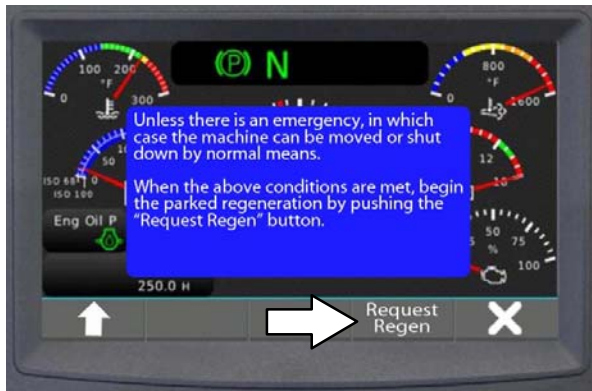 (P) N
100 200
°F
0
300
800
°F
0
1600
Unless there is an emergency, in which
case the machine can be moved or shut
down by normal means.
When the above conditions are met, begin
the parked regeneration by pushing the
“Request Regen” button.
50
ISO 68
0
ISO 100
12
Eng Oil P
50
75
%
100
250.0 H
Request
Regen